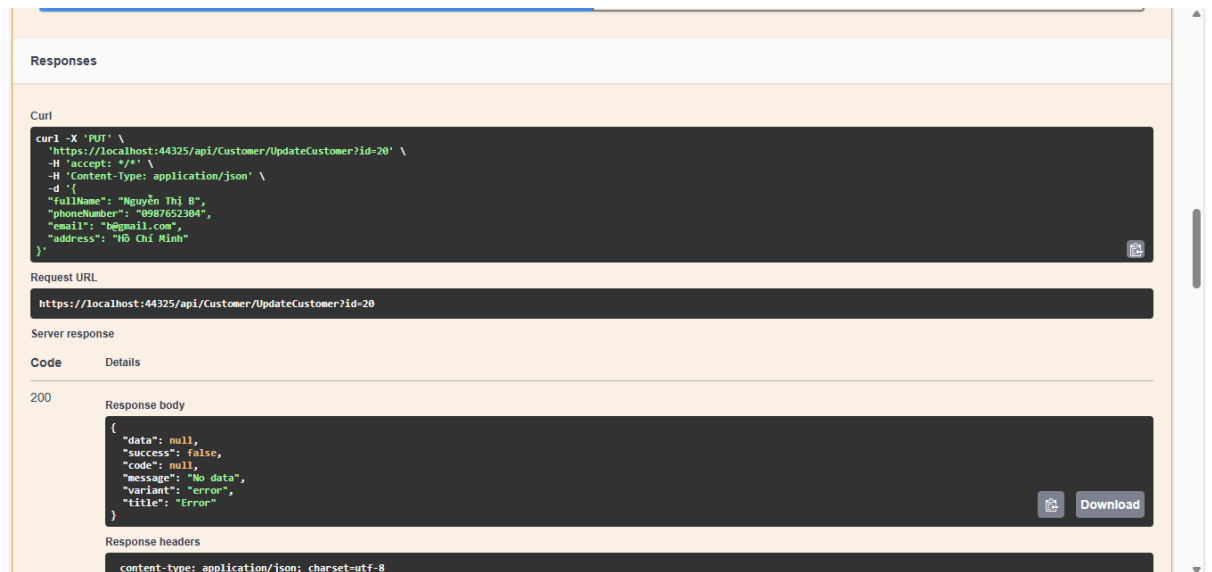 Responses
Curl
curl -X 'PUT' \
'https://localhost:44325/api/Customer/UpdateCustomer?id=20' \
-H 'accept: */*' \
-H 'Content-Type: application/json' \
-d '{
"fullName": "Nguyễn Thị B",
"phoneNumber": "0987652304",
"email": "b@gmail.com",
"address": "Hồ Chí Minh"
}'
Request URL
https://localhost:44325/api/Customer/UpdateCustomer?id=20
Server response
Code Details
200
Response body
{
"data": null,
"success": false,
"code": null,
"message": "No data",
"variant": "error",
"title": "Error"
}
Download
Response headers
content-type: application/json; charset=utf-8